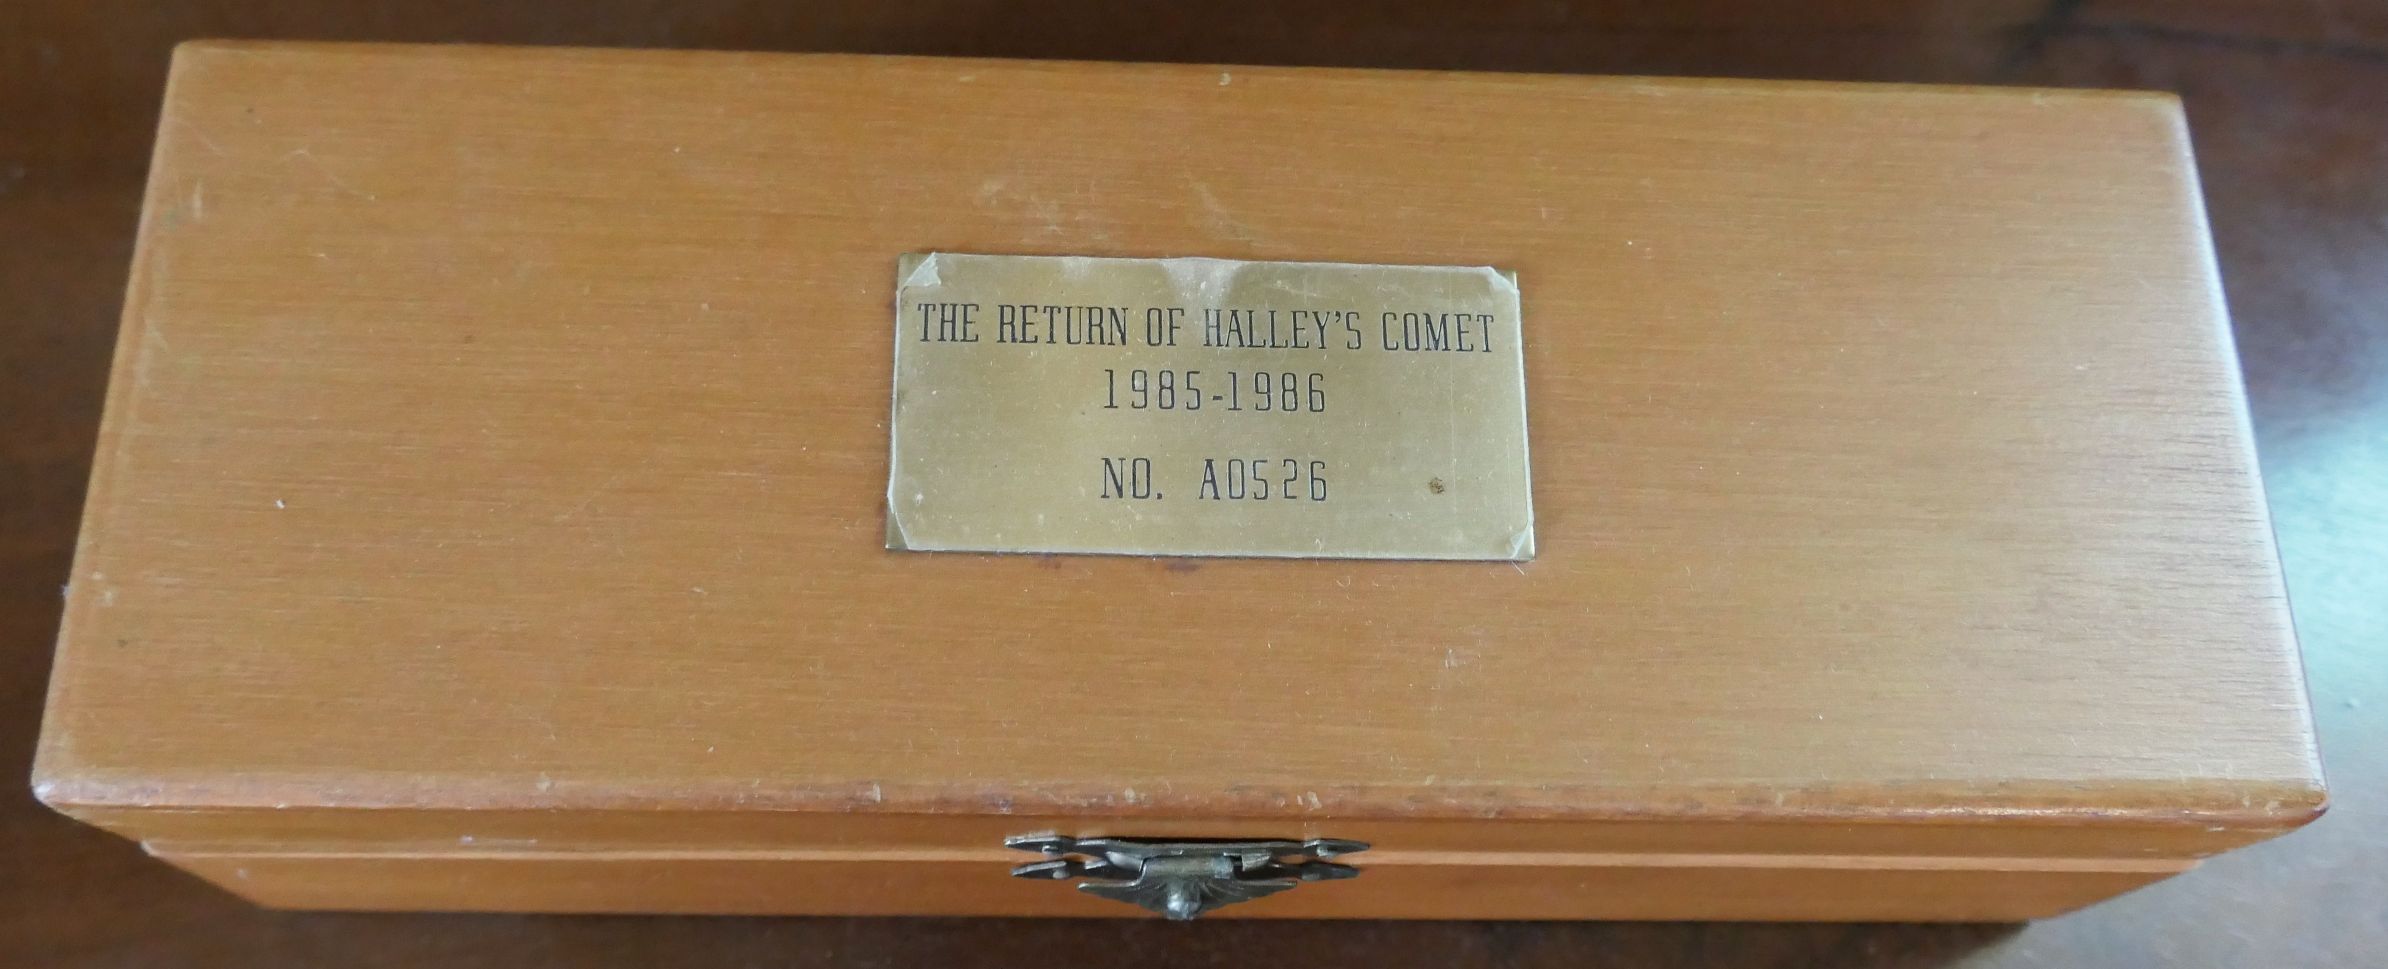 THE RETURN OF HALLEY'S COMET
1985-1986
NO. A0526